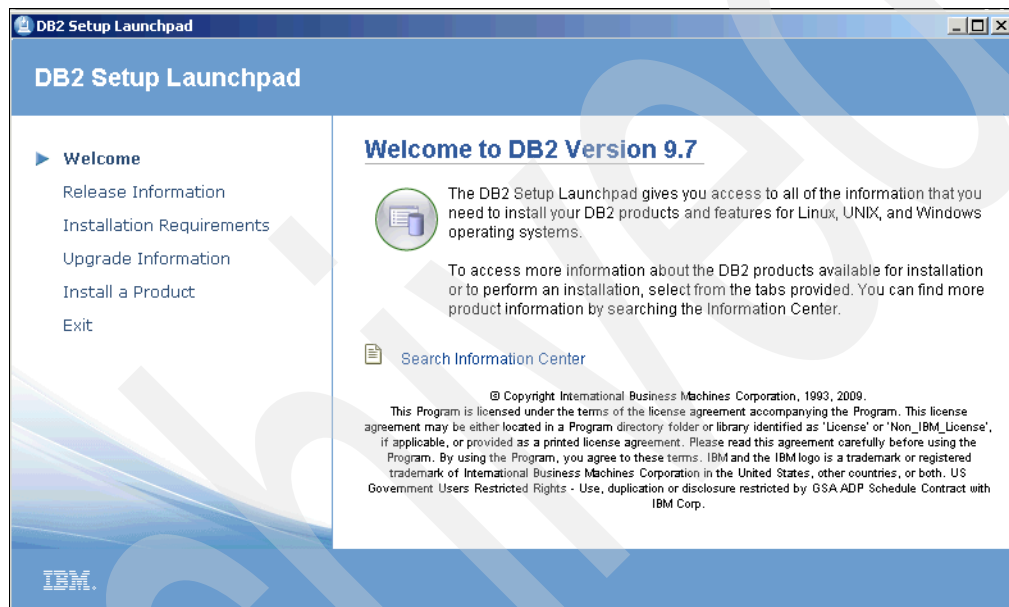 DB2 Setup Launchpad
DB2 Setup Launchpad
Welcome
Release Information
Installation Requirements
Upgrade Information
Install a Product
Exit
Welcome to DB2 Version 9.7
The DB2 Setup Launchpad gives you access to all of the information that you
need to install your DB2 products and features for Linux, UNIX, and Windows
operating systems.
To access more information about the DB2 products available for installation
or to perform an installation, select from the tabs provided. You can find more
product information by searching the Information Center.
Search Information Center
© Copyright International Business Machines Corporation, 1993, 2009.
This Program is licensed under the terms of the license agreement accompanying the Program. This license
agreement may be either located in a Program directory folder or library identified as 'License' or 'Non_IBM_License',
if applicable, or provided as a printed license agreement. Please read this agreement carefully before using the
Program. By using the Program, you agree to these terms. IBM and the IBM logo is a trademark or registered
trademark of International Business Machines Corporation in the United States, other countries, or both. US
Government Users Restricted Rights - Use, duplication or disclosure restricted by GSA ADP Schedule Contract with
IBM Corp.
IBM.